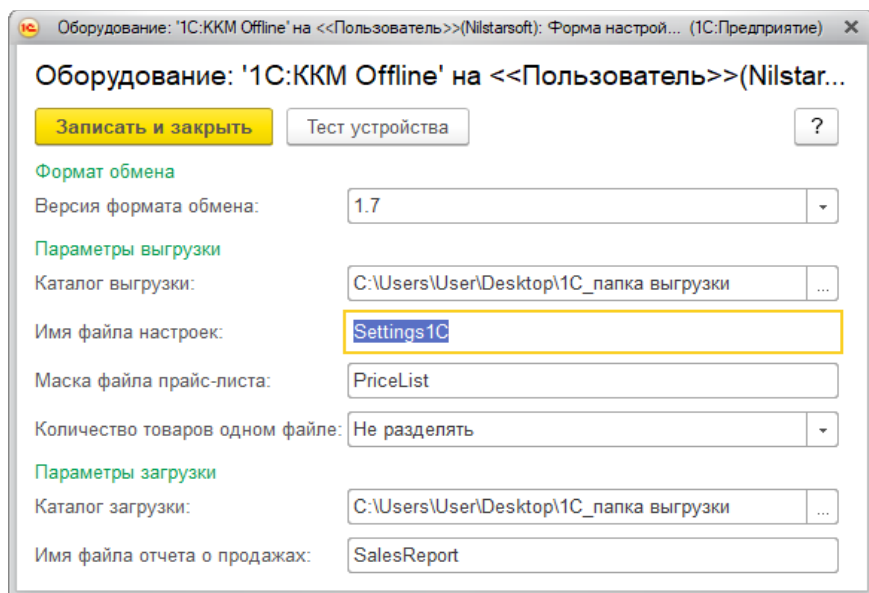 1С Оборудование: '1С:ККМ Offline' на <<Пользователь>>(Nilstarsoft): Форма настрой... (1С:Предприятие) ×
Оборудование: '1С:ККМ Offline' на <<Пользователь>>(Nilstar...
Записать и закрыть Тест устройства ?
Формат обмена
Версия формата обмена: 1.7
Параметры выгрузки
Каталог выгрузки: C:\Users\User\Desktop\1С_папка выгрузки ...
Имя файла настроек: Settings1C
Маска файла прайс-листа: PriceList
Количество товаров одном файле: Не разделять
Параметры загрузки
Каталог загрузки: C:\Users\User\Desktop\1С_папка выгрузки ...
Имя файла отчета о продажах: SalesReport